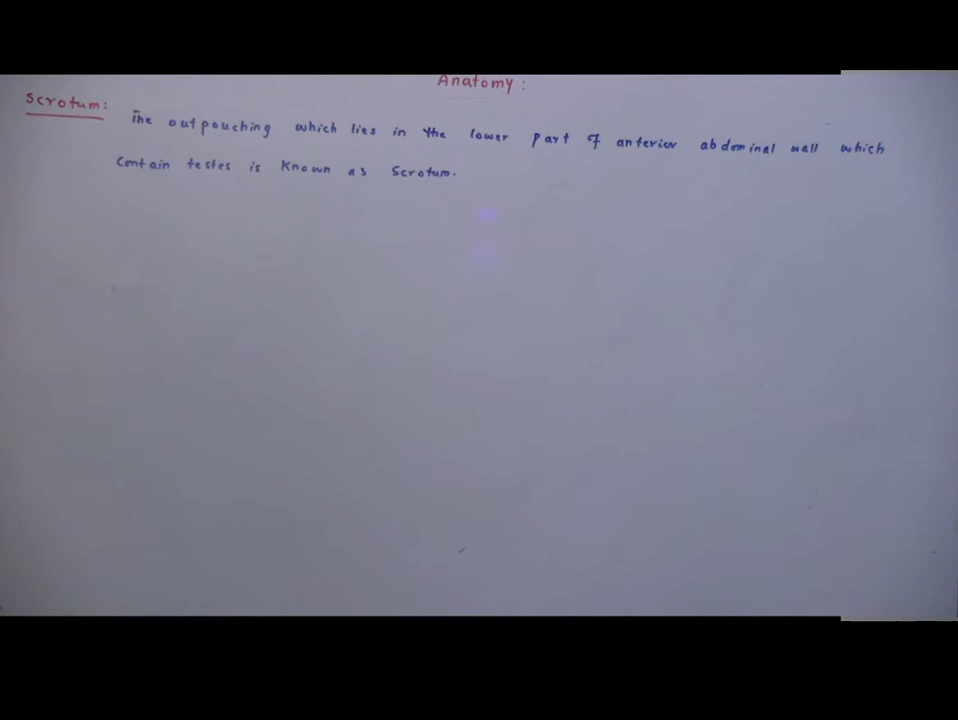 Anatomy :
Scrotum:
The outpouching which lies in the lower part of anterior abdominal wall which
Contain testes is Known as Scrotum.